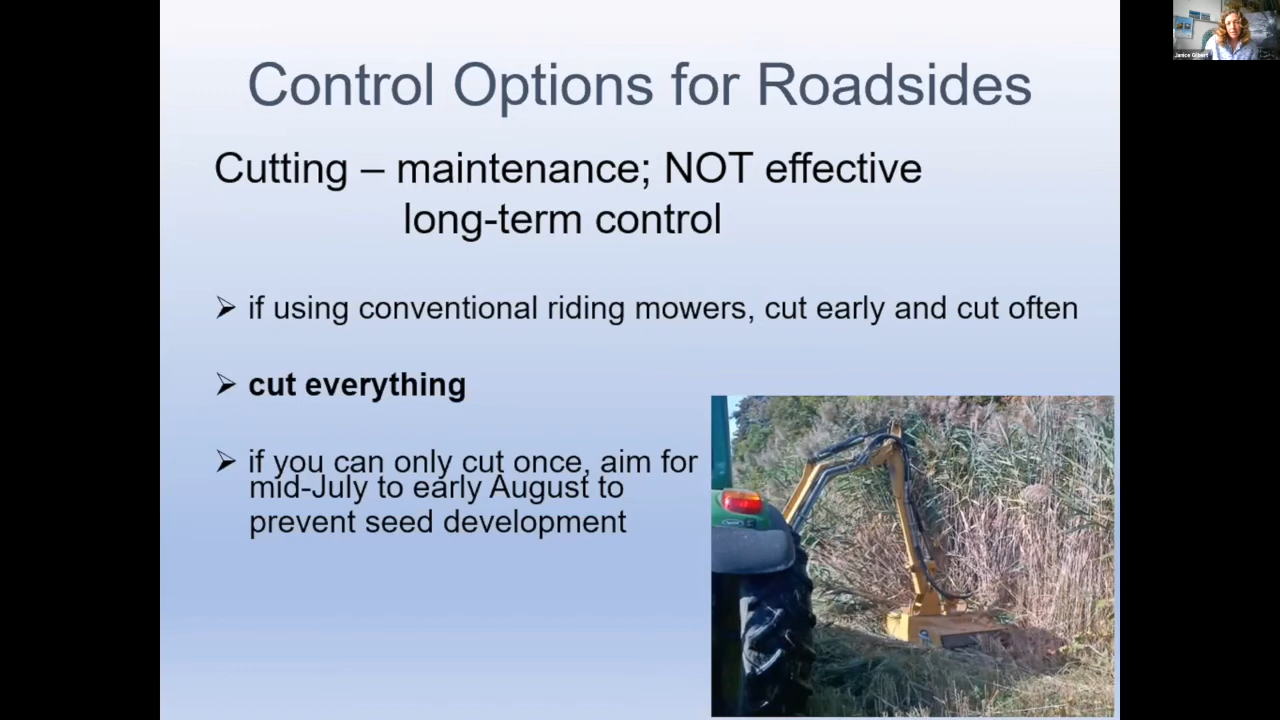 Janice Gilbert
Control Options for Roadsides
Cutting – maintenance; NOT effective
long-term control
➢ if using conventional riding mowers, cut early and cut often
➢ cut everything
➢ if you can only cut once, aim for
mid-July to early August to
prevent seed development